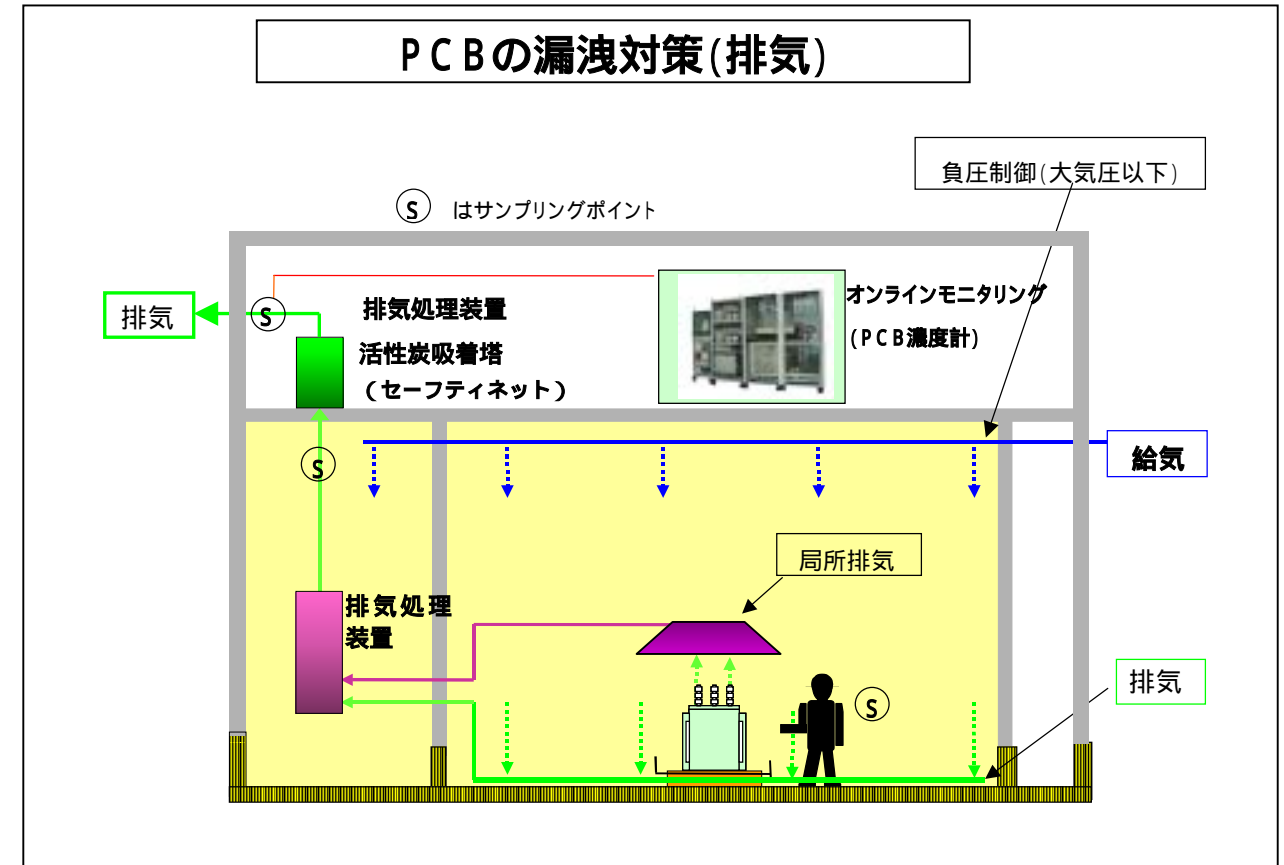 PCBの漏洩対策(排気)
負圧制御(大気圧以下)
S はサンプリングポイント
排気
S
排気処理装置
活性炭吸着塔
(セーフティネット)
オンラインモニタリング
(PCB濃度計)
S
給気
局所排気
排気処理
装置
S
排気